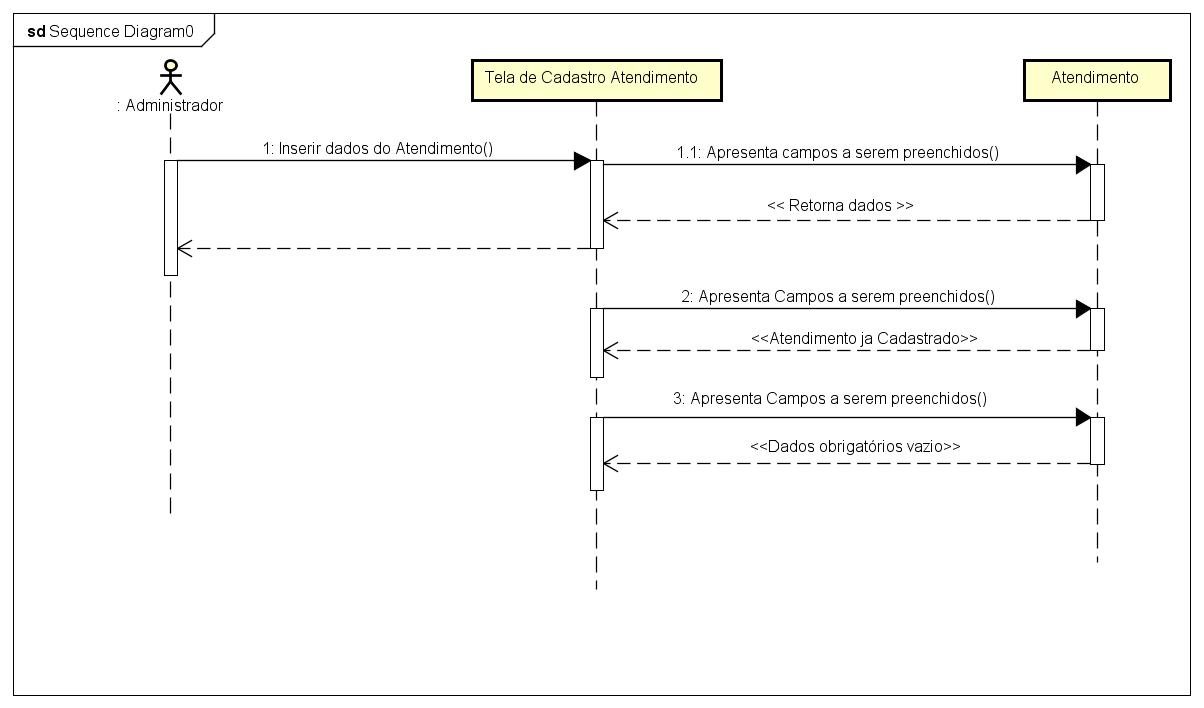 sd Sequence Diagram0
: Administrador
Tela de Cadastro Atendimento
Atendimento
1: Inserir dados do Atendimento()
1.1: Apresenta campos a serem preenchidos()
<< Retorna dados >>
2: Apresenta Campos a serem preenchidos()
<<Atendimento ja Cadastrado>>
3: Apresenta Campos a serem preenchidos()
<<Dados obrigatórios vazio>>